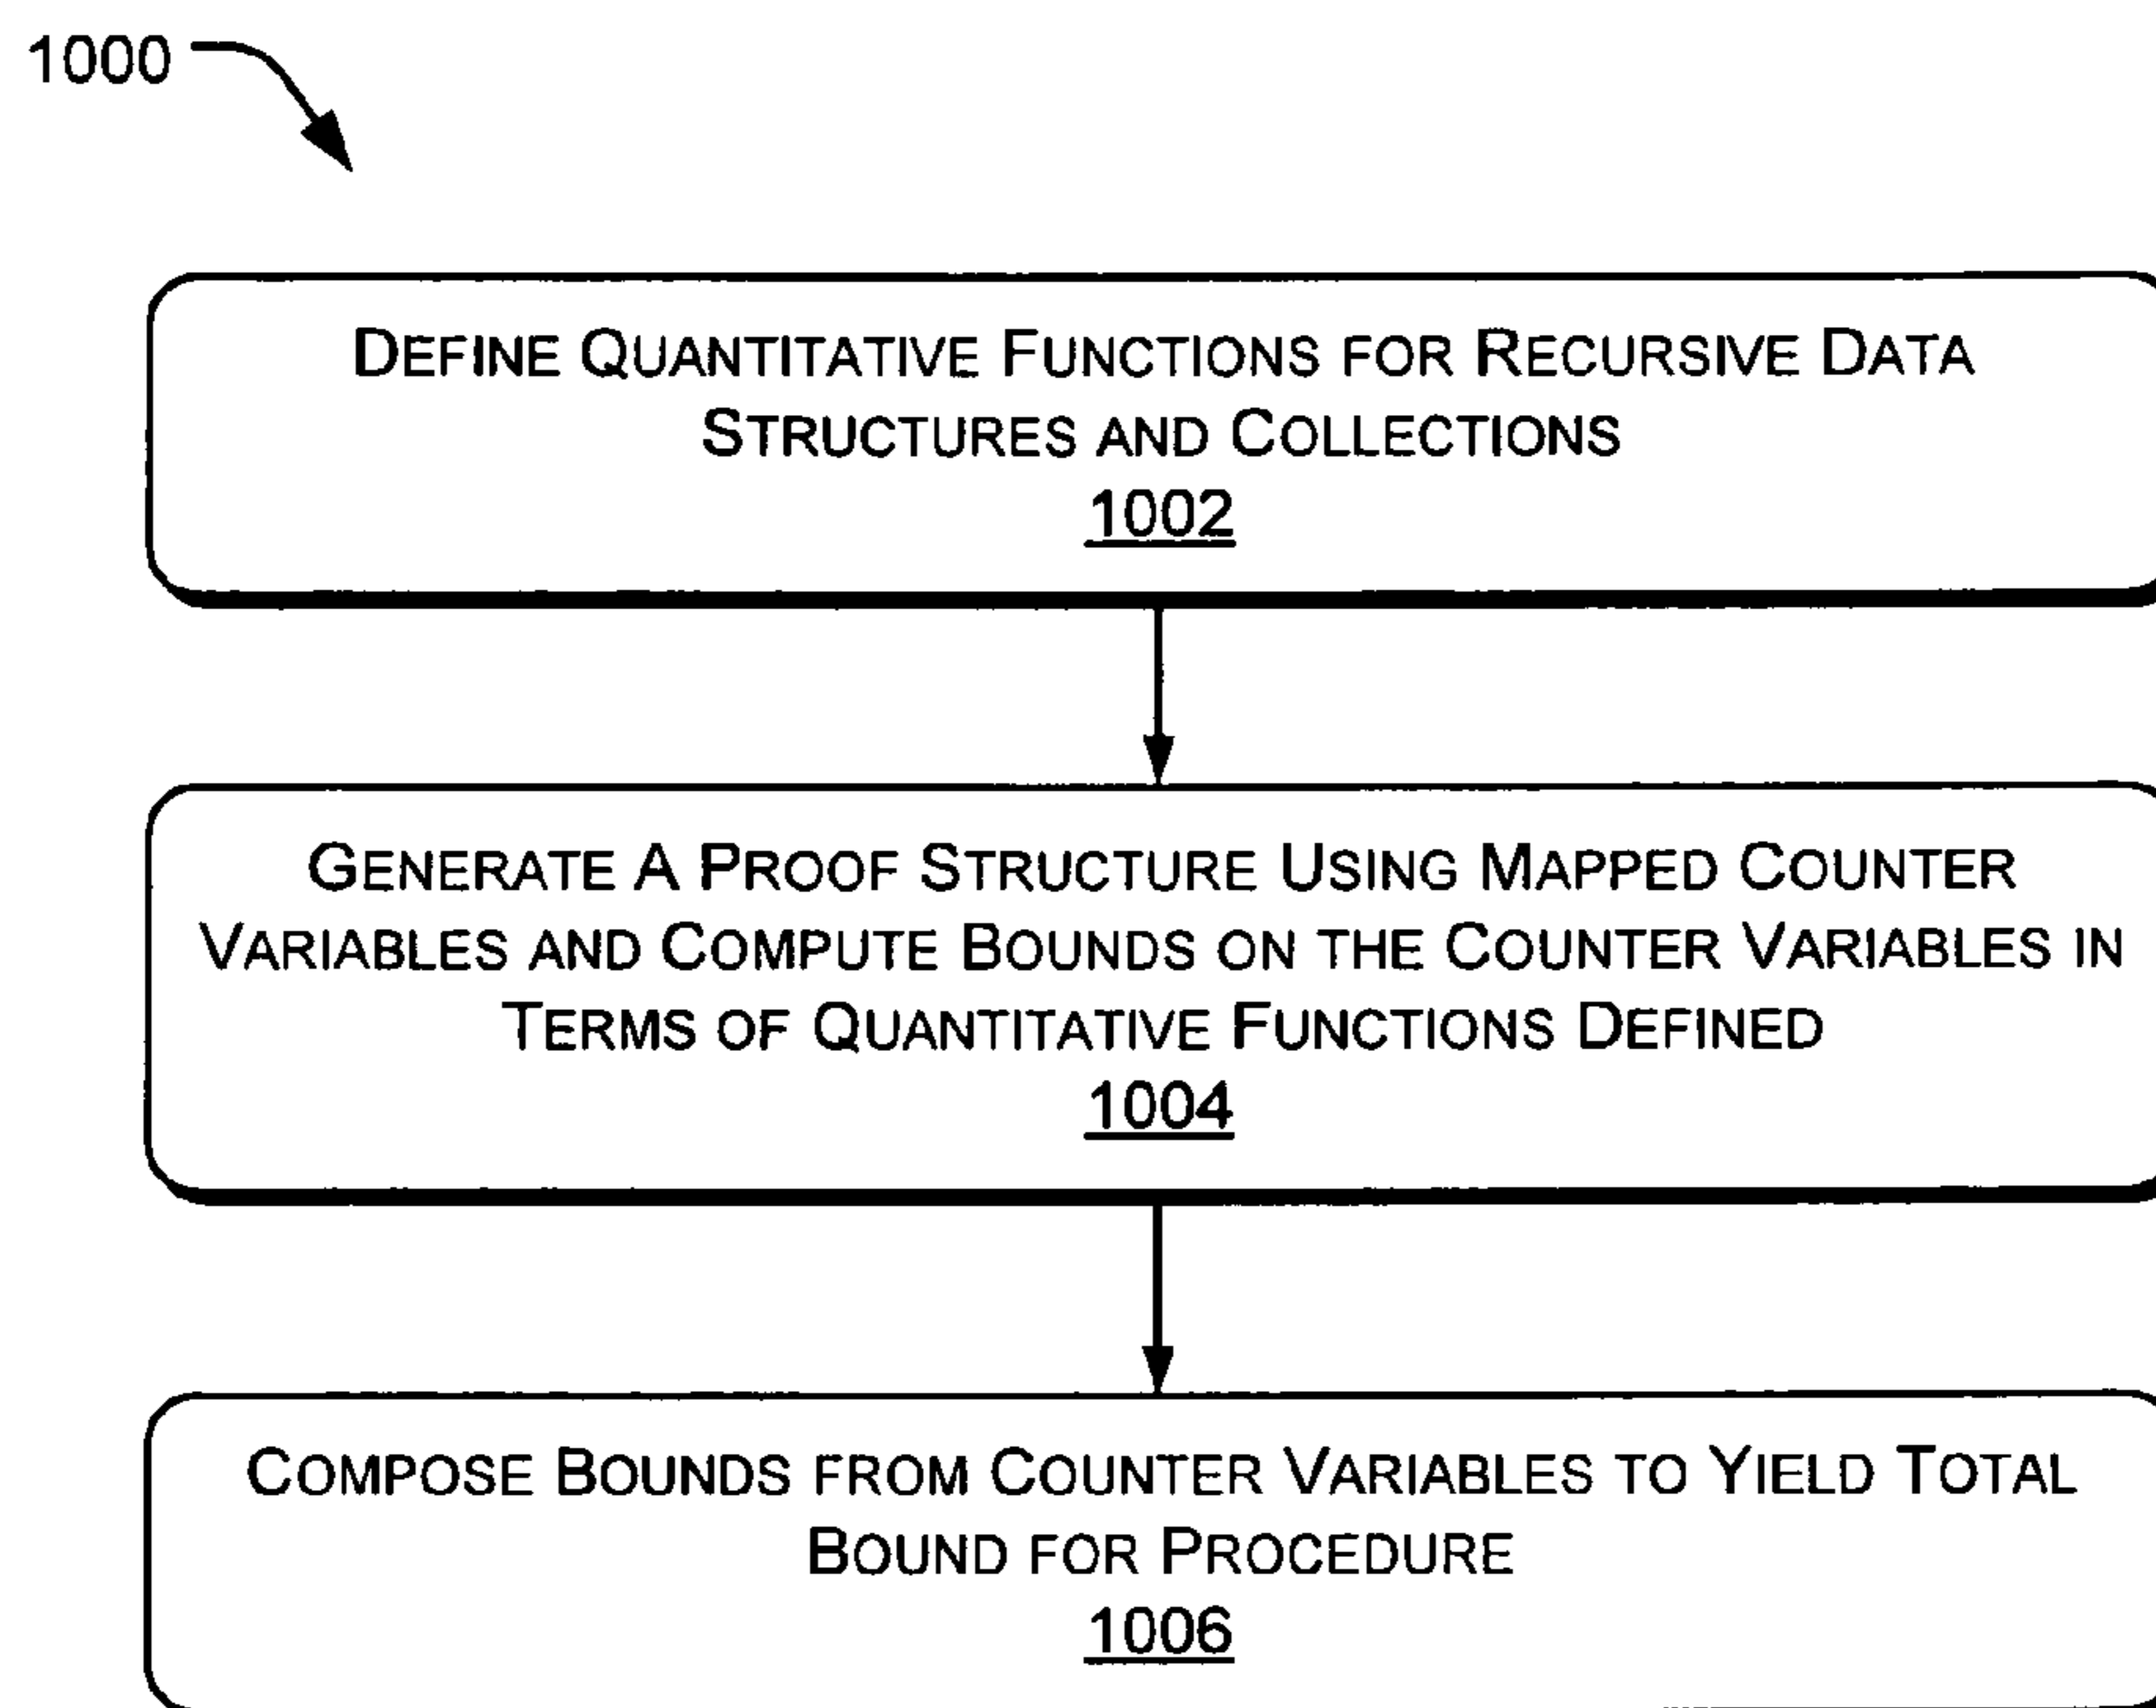 1000
DEFINE QUANTITATIVE FUNCTIONS FOR RECURSIVE DATA
STRUCTURES AND COLLECTIONS
1002
GENERATE A PROOF STRUCTURE USING MAPPED COUNTER
VARIABLES AND COMPUTE BOUNDS ON THE COUNTER VARIABLES IN
TERMS OF QUANTITATIVE FUNCTIONS DEFINED
1004
COMPOSE BOUNDS FROM COUNTER VARIABLES TO YIELD TOTAL
BOUND FOR PROCEDURE
1006